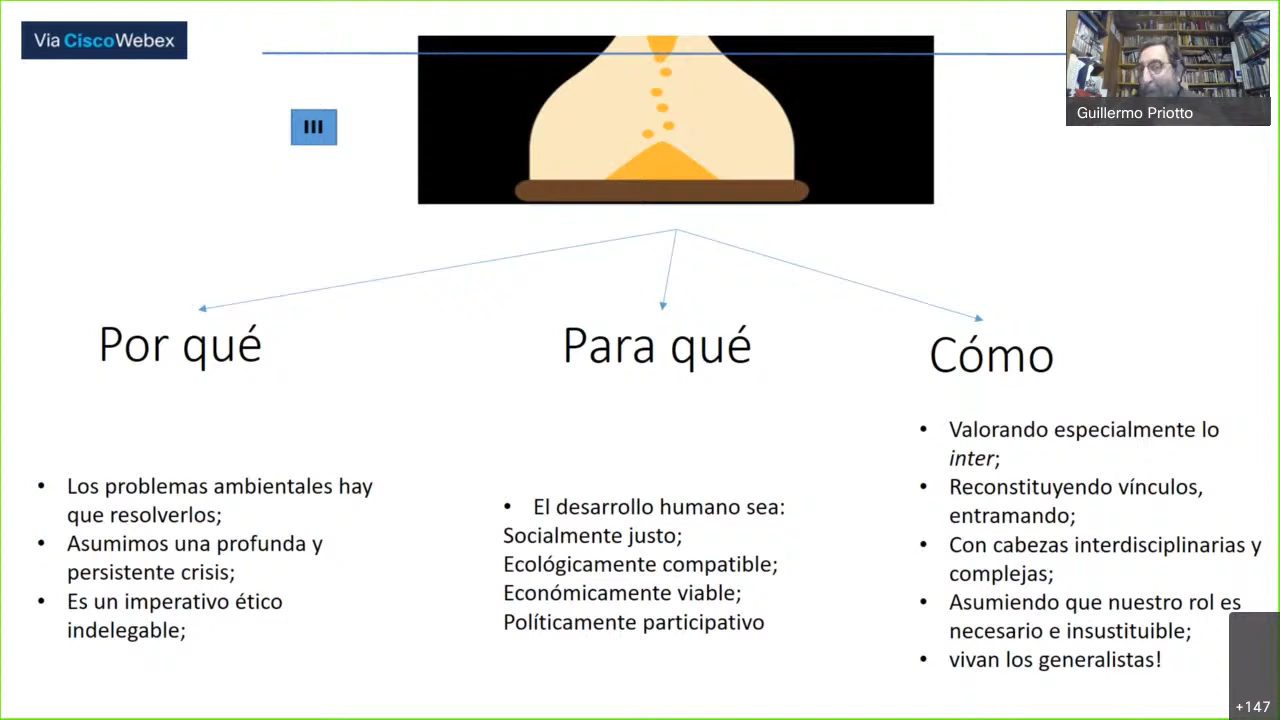 Via CiscoWebex
Guillermo Priotto
III
Por qué
Los problemas ambientales hay
que resolverlos;
Asumimos una profunda y
persistente crisis;
Es un imperativo ético
indelegable;
Para qué
El desarrollo humano sea:
Socialmente justo;
Ecológicamente compatible;
Económicamente viable;
Políticamente participativo
Cómo
Valorando especialmente lo
inter;
Reconstituyendo vínculos,
entramando;
Con cabezas interdisciplinarias y
complejas;
Asumiendo que nuestro rol es
necesario e insustituible;
vivan los generalistas!
+147